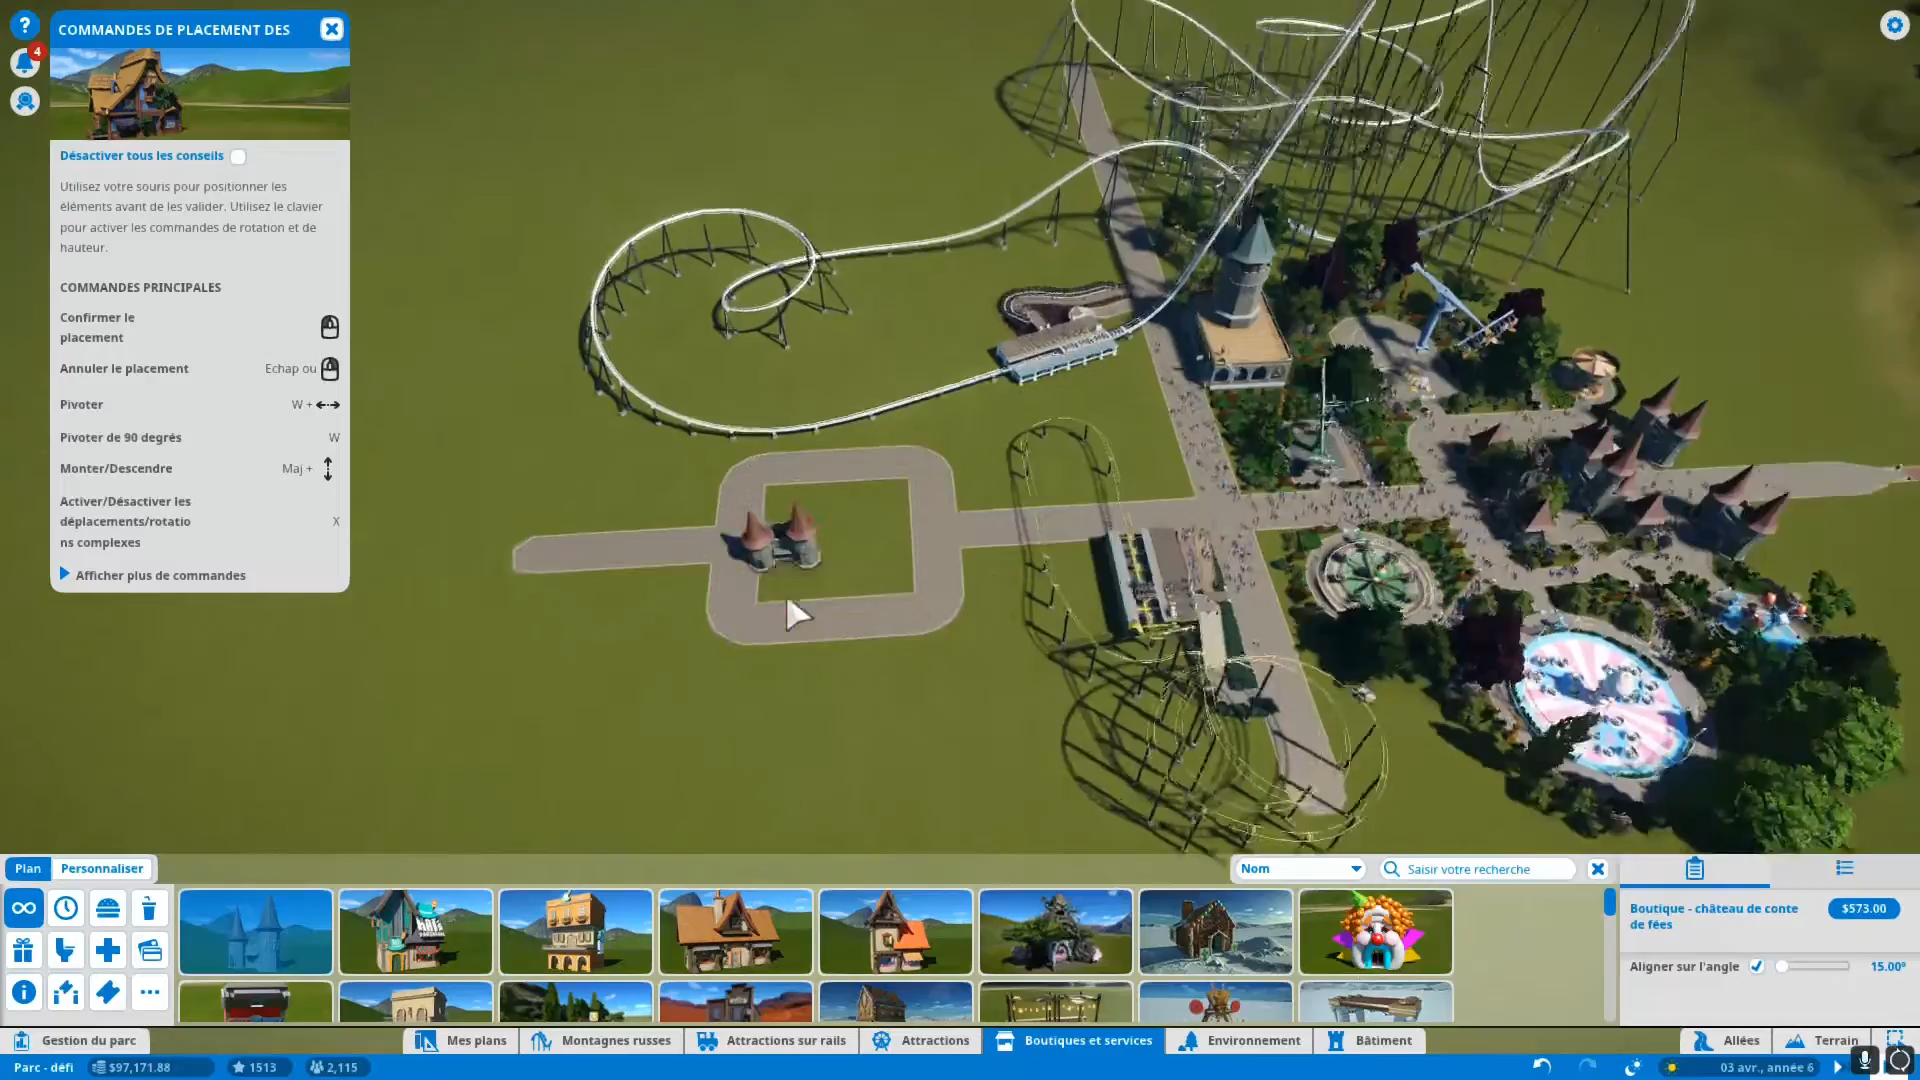 COMMANDES DE PLACEMENT DES
4
Désactiver tous les conseils
Utilisez votre souris pour positionner les
éléments avant de les valider. Utilisez le clavier
pour activer les commandes de rotation et de
hauteur.
COMMANDES PRINCIPALES
Confirmer le
placement
Annuler le placement Echap ou
Pivoter W +
Pivoter de 90 degrés W
Monter/Descendre Maj +
Activer/Désactiver les
déplacements/rotatio
ns complexes X
Afficher plus de commandes
Plan Personnaliser
Nom
Saisir votre recherche
Boutique - château de conte
de fées
$573.00
Aligner sur l'angle 15.00°
Gestion du parc
Mes plans
Montagnes russes
Attractions sur rails
Attractions
Boutiques et services
Environnement
Bâtiment
Allées
Terrain
Parc - défi $97,171.88 1513 2,115
03 avr., année 6